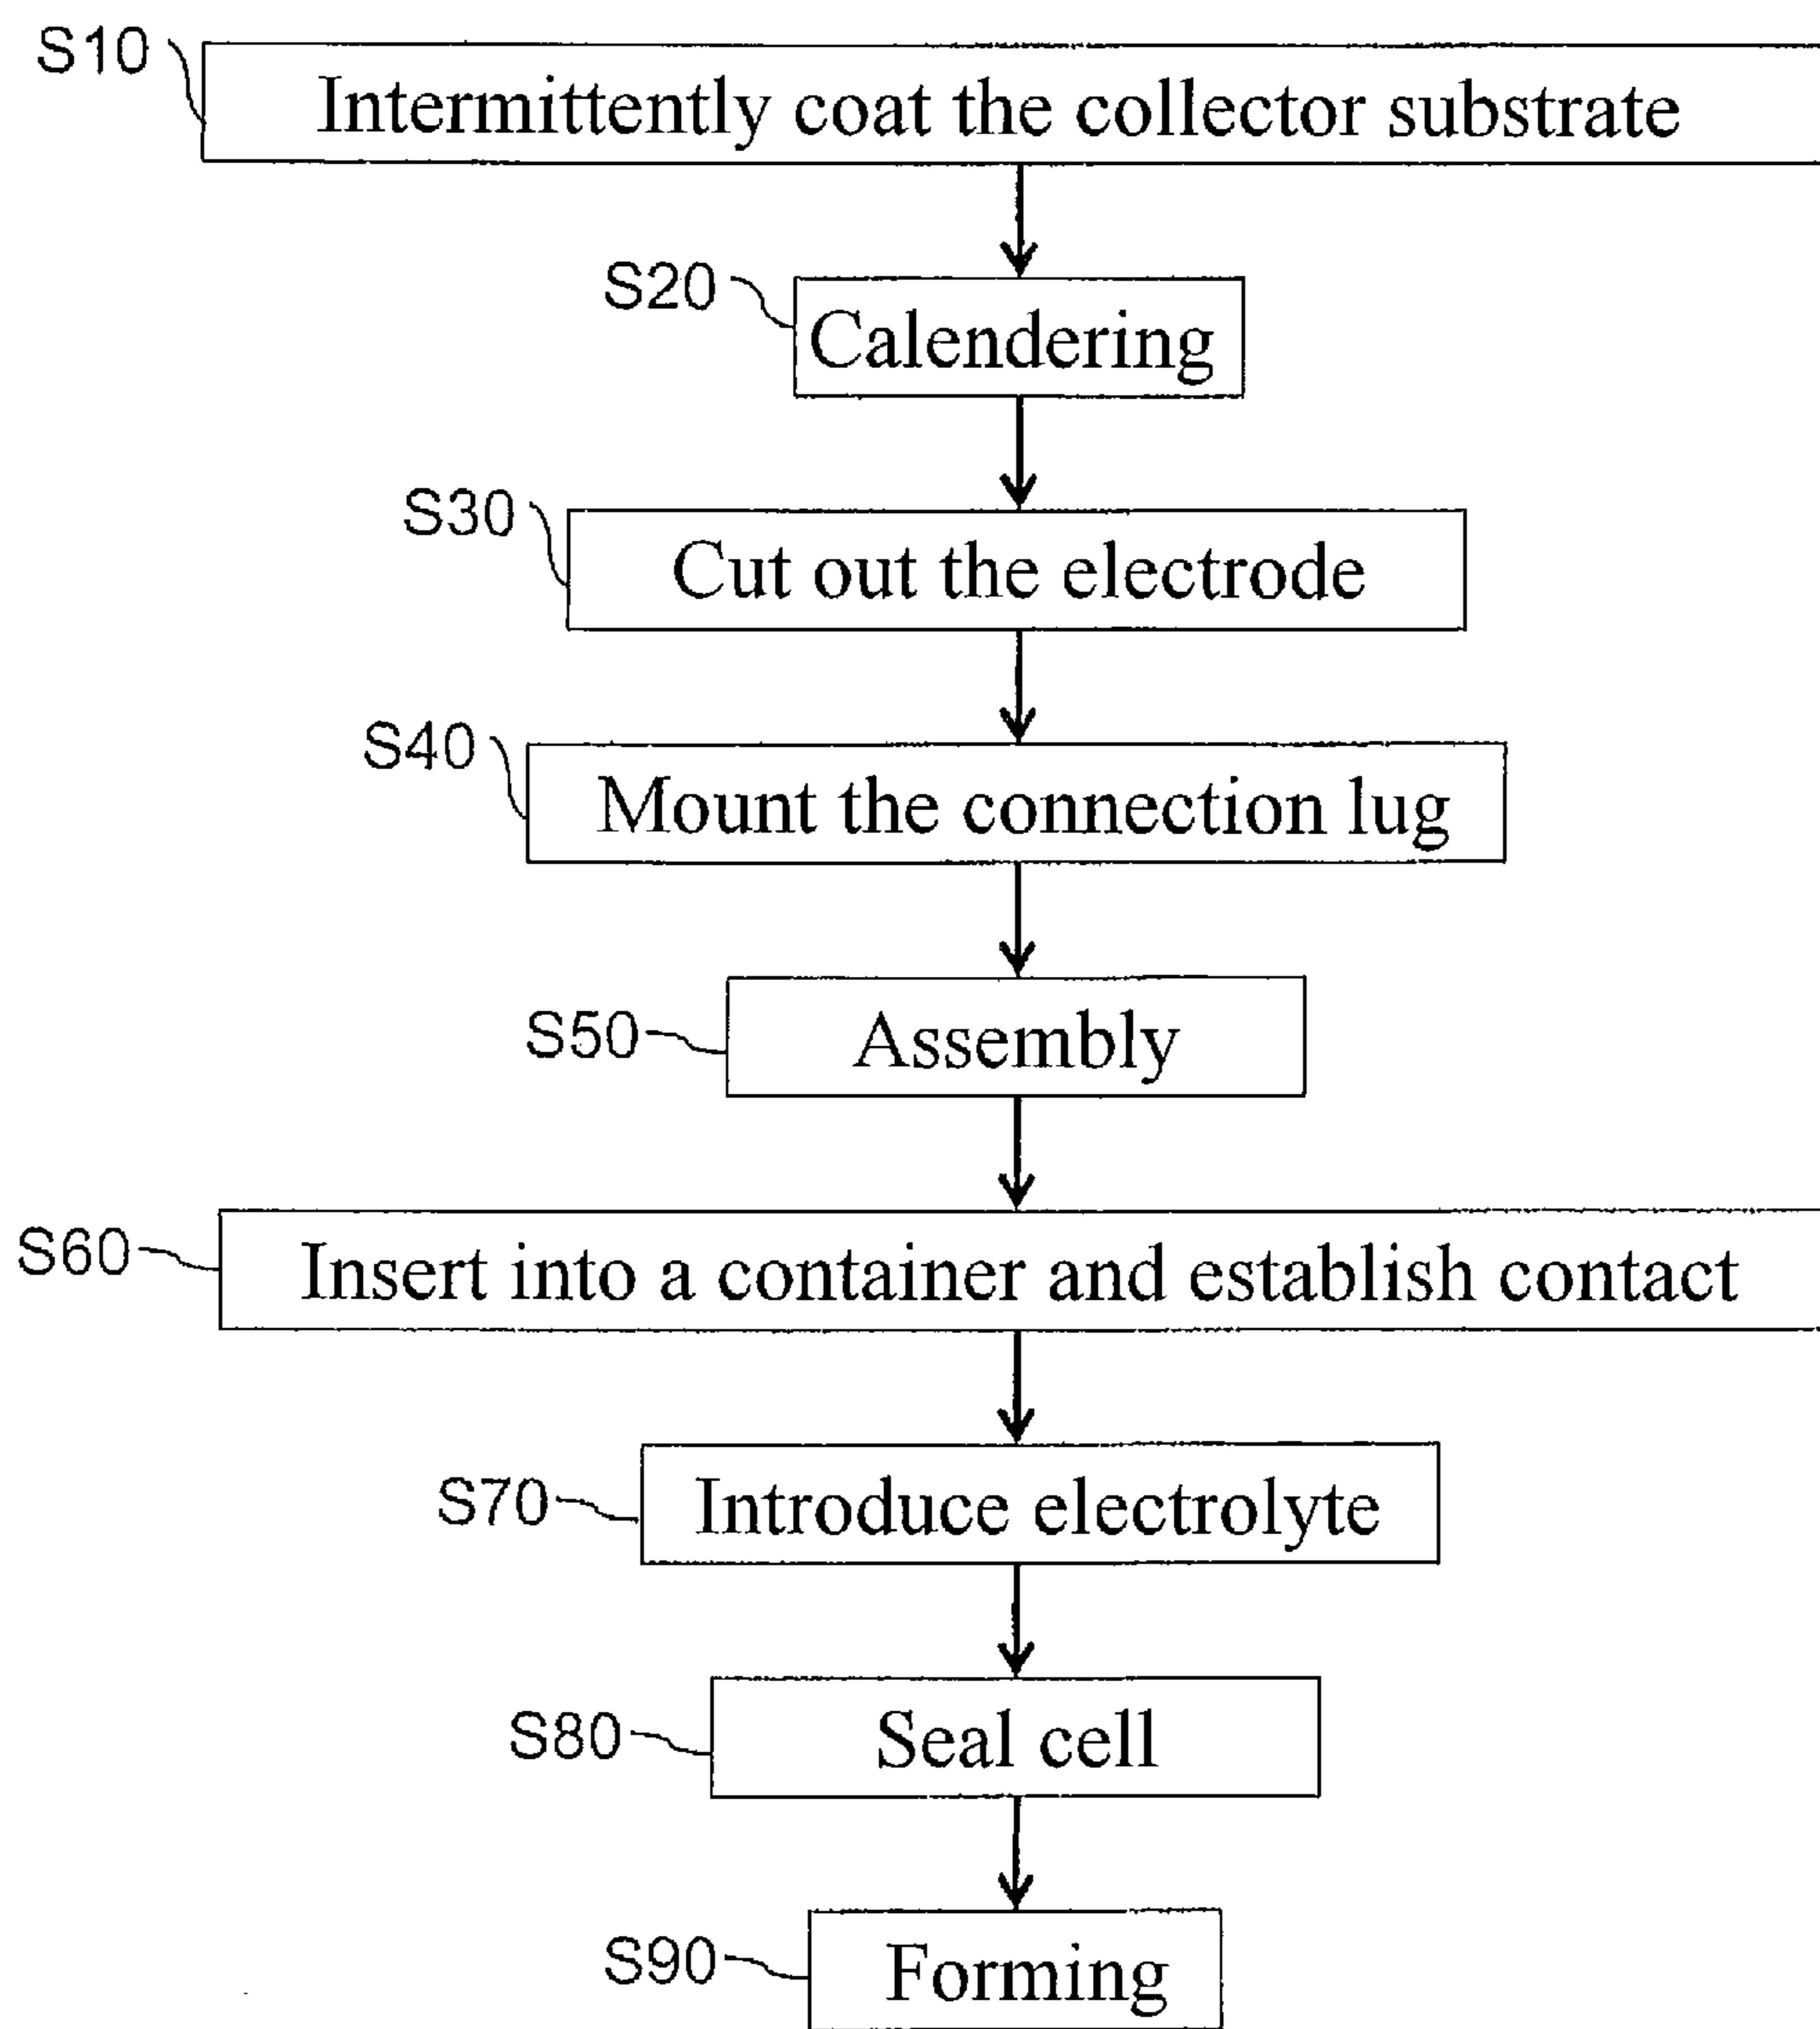 S10
Intermittently coat the collector substrate
S20
Calendering
S30
Cut out the electrode
S40
Mount the connection lug
S50
Assembly
S60
Insert into a container and establish contact
S70
Introduce electrolyte
S80
Seal cell
S90
Forming